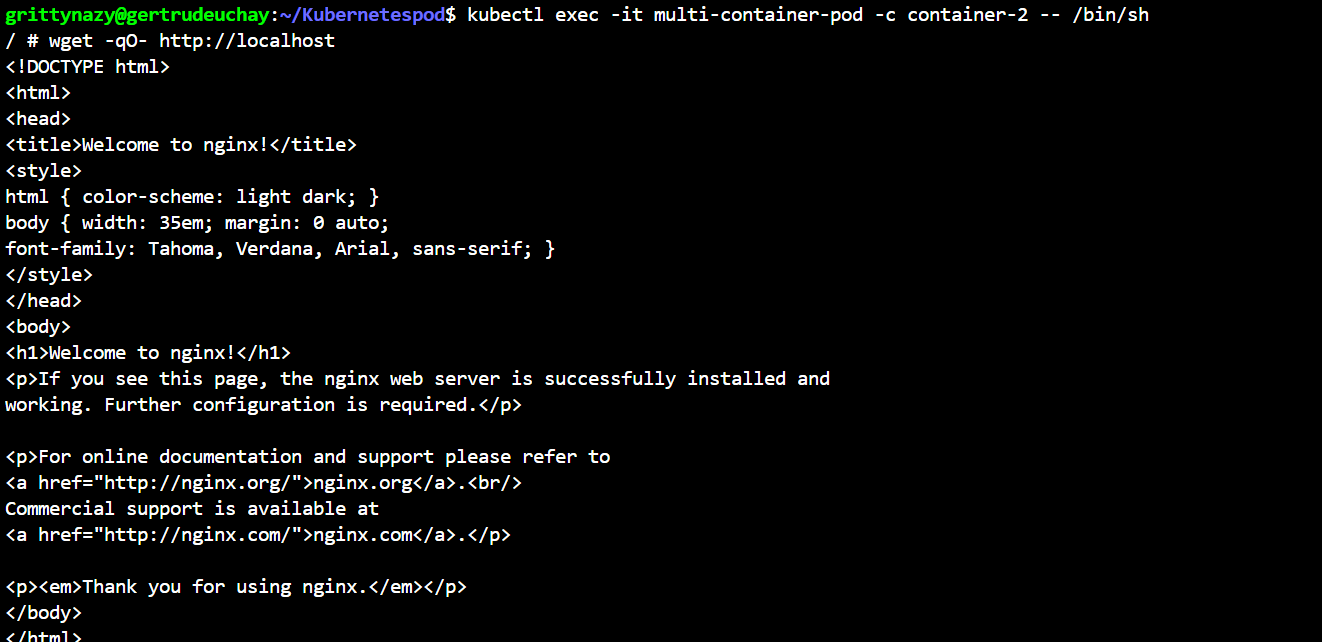 grittynazy@gertrudeuchay:~/Kubernetespod$ kubectl exec -it multi-container-pod -c container-2 -- /bin/sh
/ # wget -qO- http://localhost
<!DOCTYPE html>
<html>
<head>
<title>Welcome to nginx!</title>
<style>
html { color-scheme: light dark; }
body { width: 35em; margin: 0 auto;
font-family: Tahoma, Verdana, Arial, sans-serif; }
</style>
</head>
<body>
<h1>Welcome to nginx!</h1>
<p>If you see this page, the nginx web server is successfully installed and
working. Further configuration is required.</p>

<p>For online documentation and support please refer to
<a href="http://nginx.org/">nginx.org</a>.<br/>
Commercial support is available at
<a href="http://nginx.com/">nginx.com</a>.</p>

<p><em>Thank you for using nginx.</em></p>
</body>
</html>